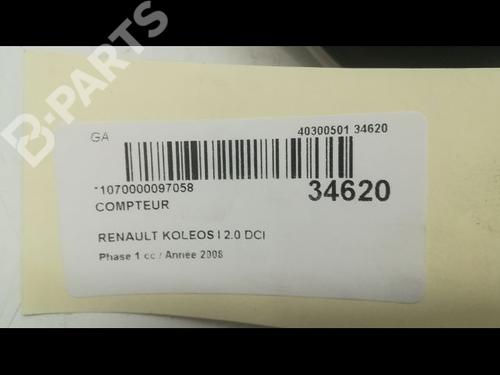 B-PARTS
GA
40300501 34620
*1070000097058
34620
COMPTEUR
RENAULT KOLEOS I 2.0 DCI
Phase 1 cc / Année 2008